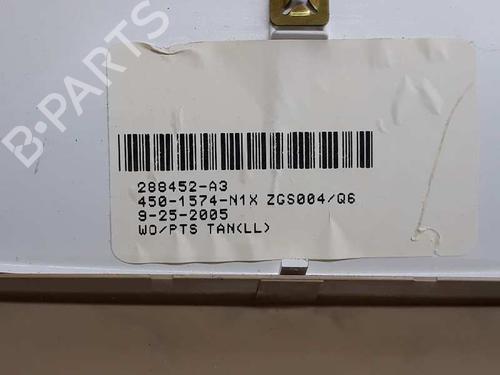 B-PARTS
288452-A3
450-1574-N1X ZGS004/Q6
9-25-2005
WO/PTS TAN(LL)